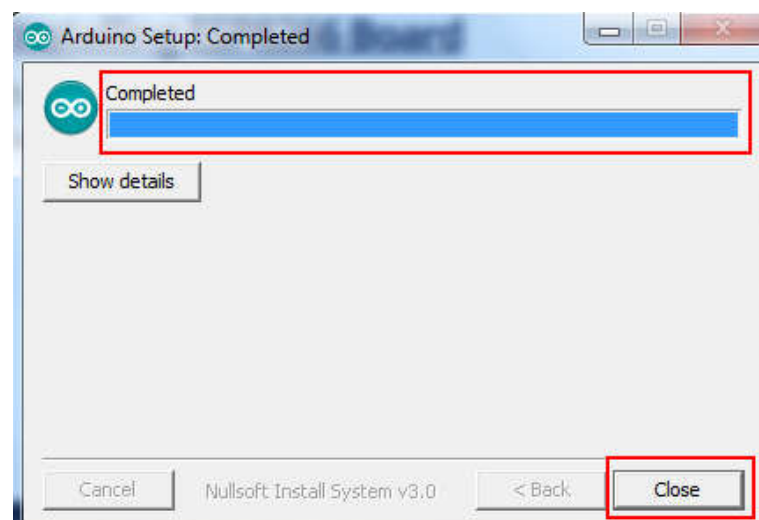 Arduino Setup: Completed
Completed
Show details
Cancel
Nullsoft Install System v3.0
< Back
Close